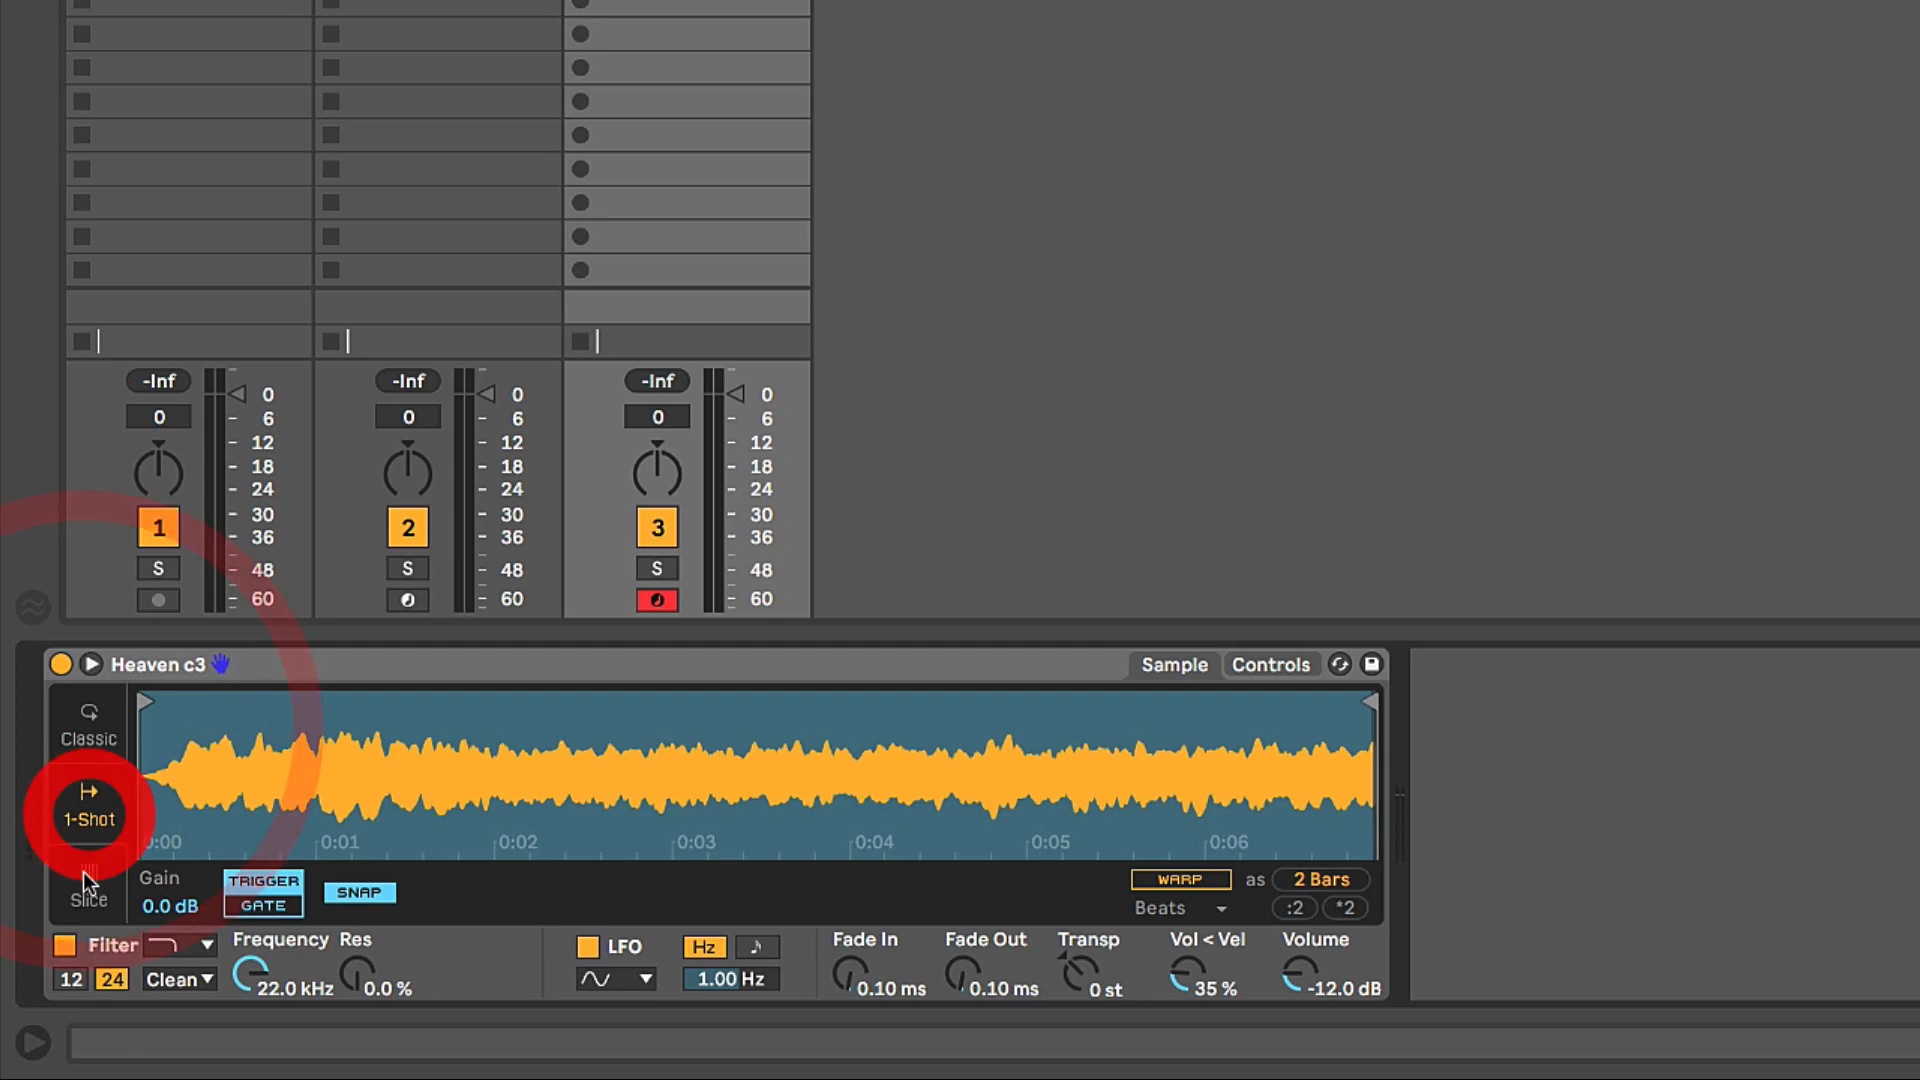 -Inf 0 -Inf 0 -Inf 0
0 6 0 6 0 6
12 12 12
18 18 18
24 24 24
1 30 2 30 3 30
36 36 36
S 48 S 48 S 48
60 60 60
Heaven c3 Sample Controls
Classic
1-Shot
0:00 0:01 0:02 0:03 0:04 0:05 0:06
Slice
Gain TRIGGER SNAP WARP as 2 Bars
0.0 dB GATE Beats :2 *2
Filter Frequency Res LFO Hz Fade In Fade Out Transp Vol < Vel Volume
12 24 Clean 22.0 kHz 0.0 % 1.00 Hz 0.10 ms 0.10 ms 0 st 35 % -12.0 dB